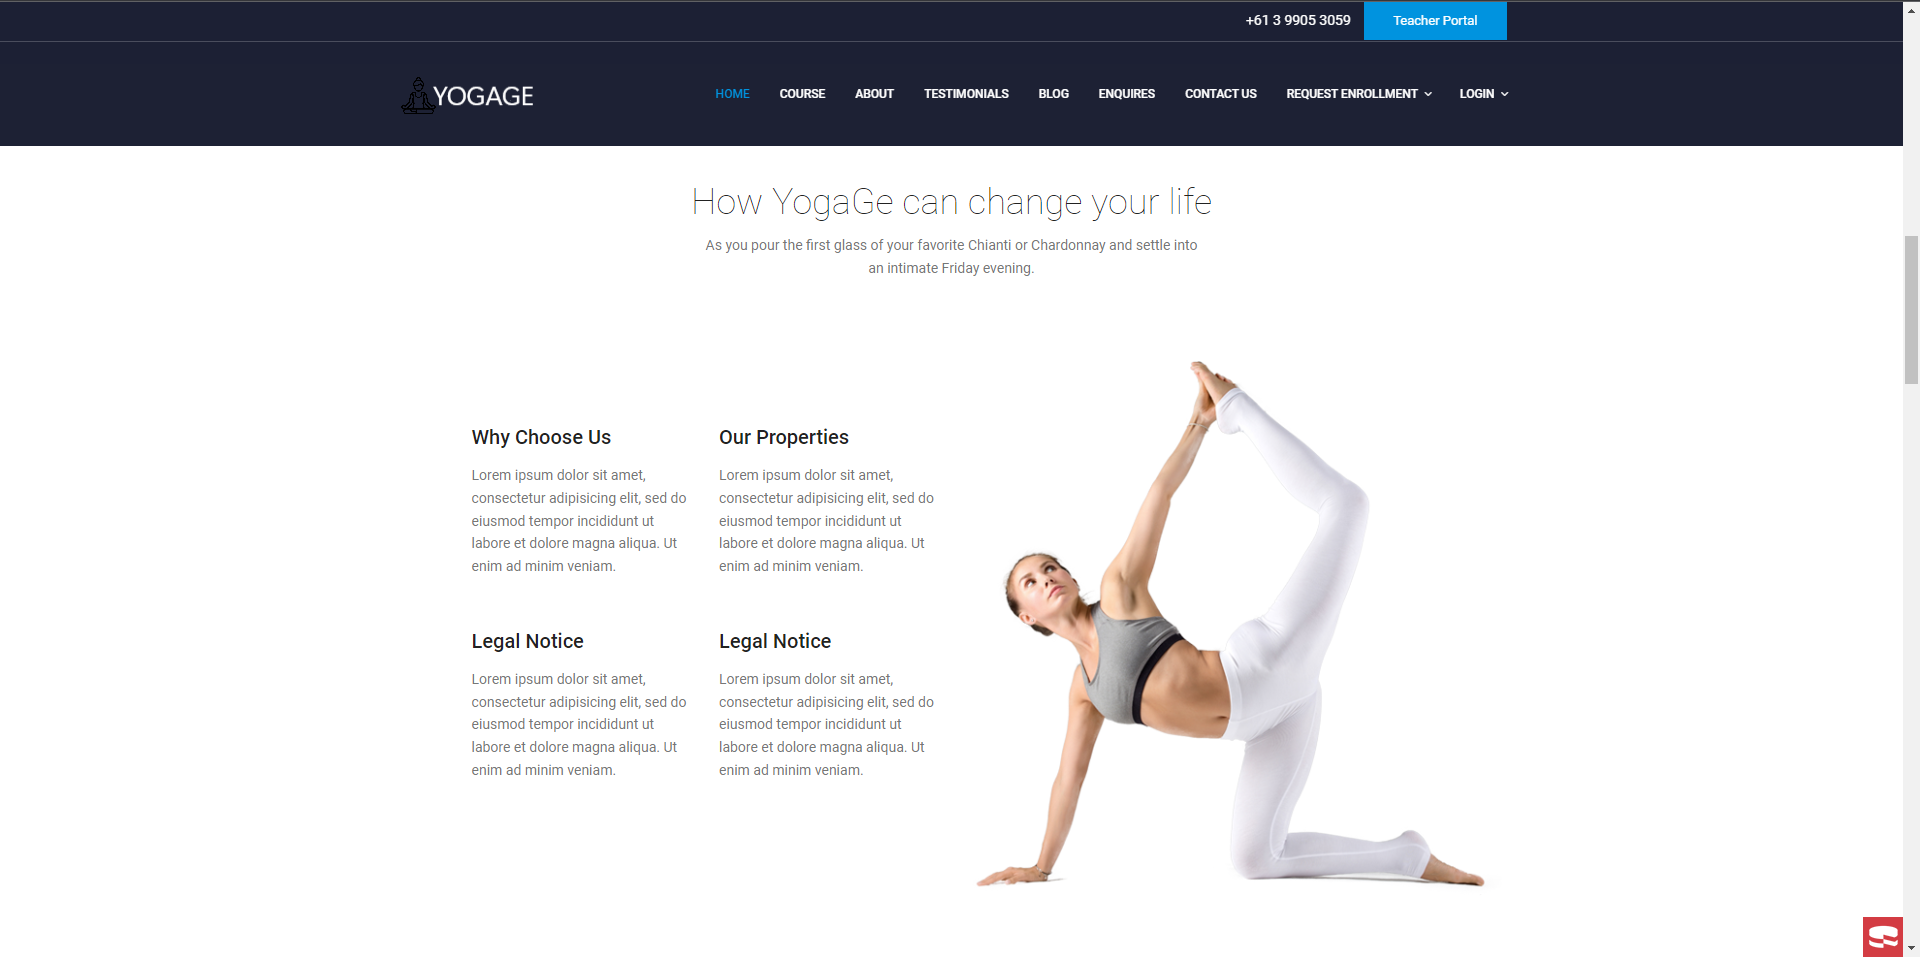 +61 3 9905 3059 Teacher Portal
YOGAGE HOME COURSE ABOUT TESTIMONIALS BLOG ENQUIRES CONTACT US REQUEST ENROLLMENT LOGIN
How YogaGe can change your life
As you pour the first glass of your favorite Chianti or Chardonnay and settle into
an intimate Friday evening.
Why Choose Us
Lorem ipsum dolor sit amet,
consectetur adipisicing elit, sed do
eiusmod tempor incididunt ut
labore et dolore magna aliqua. Ut
enim ad minim veniam.
Our Properties
Lorem ipsum dolor sit amet,
consectetur adipisicing elit, sed do
eiusmod tempor incididunt ut
labore et dolore magna aliqua. Ut
enim ad minim veniam.
Legal Notice
Lorem ipsum dolor sit amet,
consectetur adipisicing elit, sed do
eiusmod tempor incididunt ut
labore et dolore magna aliqua. Ut
enim ad minim veniam.
Legal Notice
Lorem ipsum dolor sit amet,
consectetur adipisicing elit, sed do
eiusmod tempor incididunt ut
labore et dolore magna aliqua. Ut
enim ad minim veniam.